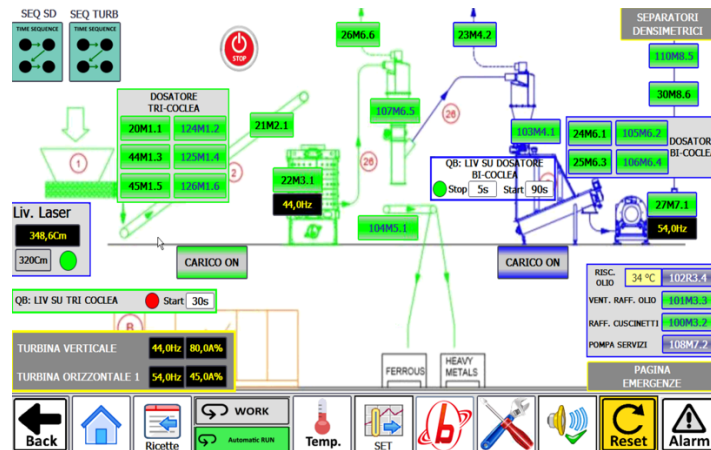 SEQ SD
SEQ TURB
TIME SEQUENCE
TIME SEQUENCE
STOP
26M6.6
23M4.2
SEPARATORI
DENSIMETRICI
110M8.5
30M8.6
DOSATORE
TRI-COCLEA
20M1.1
124M1.2
44M1.3
125M1.4
45M1.5
126M1.6
21M2.1
107M6.5
26
26
103M4.1
24M6.1
105M6.2
25M6.3
106M6.4
DOSATOR
BI-COCLEA
1
2
22M3.1
44,0Hz
QB: LIV SU DOSATORE
BI-COCLEA
Stop
5s
Start
90s
27M7.1
54,0Hz
Liv. Laser
348,6Cm
320Cm
104M5.1
CARICO ON
CARICO ON
QB: LIV SU TRI COCLEA
Start
30s
RISC.
OLIO
34 ºC
102R3.4
VENT. RAFF. OLIO
101M3.3
RAFF. CUSCINETTI
100M3.2
POMPA SERVIZI
108M7.2
B
TURBINA VERTICALE
44,0Hz
80,0A%
TURBINA ORIZZONTALE 1
54,0Hz
45,0A%
FERROUS
HEAVY
METALS
PAGINA
EMERGENZE
Back
Ricette
WORK
Automatic RUN
Temp.
SET
b
Reset
Alarm